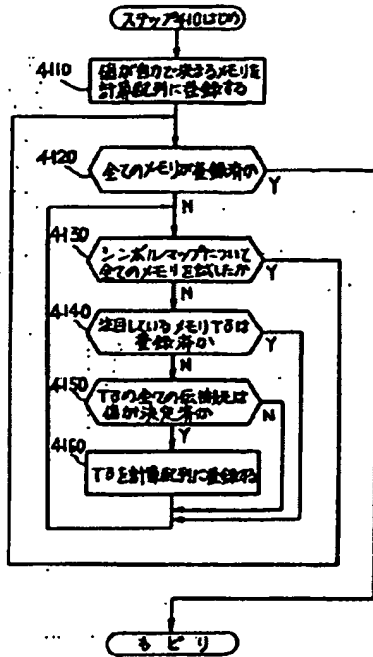 ステップ410はじめ
4110
値が自力で決まるメモリを
計算配列に登録する
4120
全てのメモリが登録済か
Y
N
4130
シンボルマップについて
全てのメモリを試したか
Y
N
4140
注目しているメモリTBは
登録済か
Y
N
4150
TBの全ての伝播元は
値が決定済か
N
Y
4160
TBを計算配列に登録する
もどり